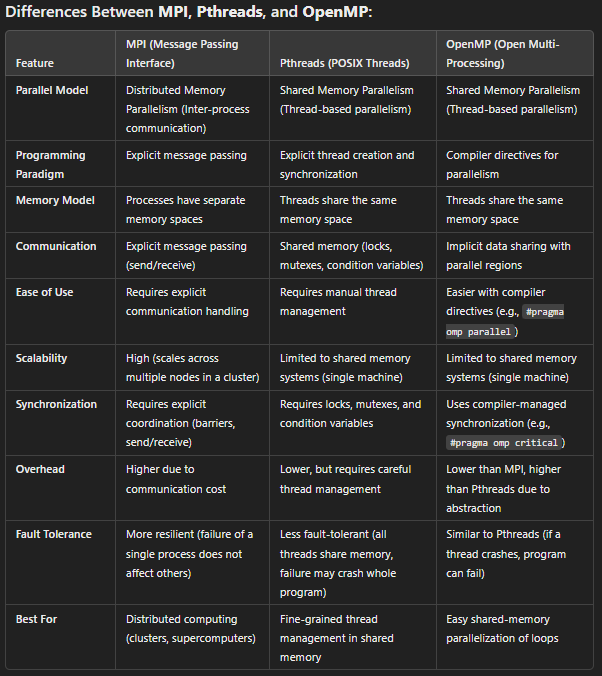 Differences Between MPI, Pthreads, and OpenMP:
Feature
MPI (Message Passing
Interface)
Pthreads (POSIX Threads)
OpenMP (Open Multi-
Processing)
Parallel Model
Distributed Memory
Parallelism (Inter-process
communication)
Shared Memory Parallelism
(Thread-based parallelism)
Shared Memory Parallelism
(Thread-based parallelism)
Programming
Paradigm
Explicit message passing
Explicit thread creation and
synchronization
Compiler directives for
parallelism
Memory Model
Processes have separate
memory spaces
Threads share the same
memory space
Threads share the same
memory space
Communication
Explicit message passing
(send/receive)
Shared memory (locks,
mutexes, condition variables)
Implicit data sharing with
parallel regions
Ease of Use
Requires explicit
communication handling
Requires manual thread
management
Easier with compiler
directives (e.g., #pragma
omp parallel)
Scalability
High (scales across
multiple nodes in a cluster)
Limited to shared memory
systems (single machine)
Limited to shared memory
systems (single machine)
Synchronization
Requires explicit
coordination (barriers,
send/receive)
Requires locks, mutexes, and
condition variables
Uses compiler-managed
synchronization (e.g.,
#pragma omp critical)
Overhead
Higher due to
communication cost
Lower, but requires careful
thread management
Lower than MPI, higher
than Pthreads due to
abstraction
Fault Tolerance
More resilient (failure of a
single process does not
affect others)
Less fault-tolerant (all
threads share memory,
failure may crash whole
program)
Similar to Pthreads (if a
thread crashes, program
can fail)
Best For
Distributed computing
(clusters, supercomputers)
Fine-grained thread
management in shared
memory
Easy shared-memory
parallelization of loops